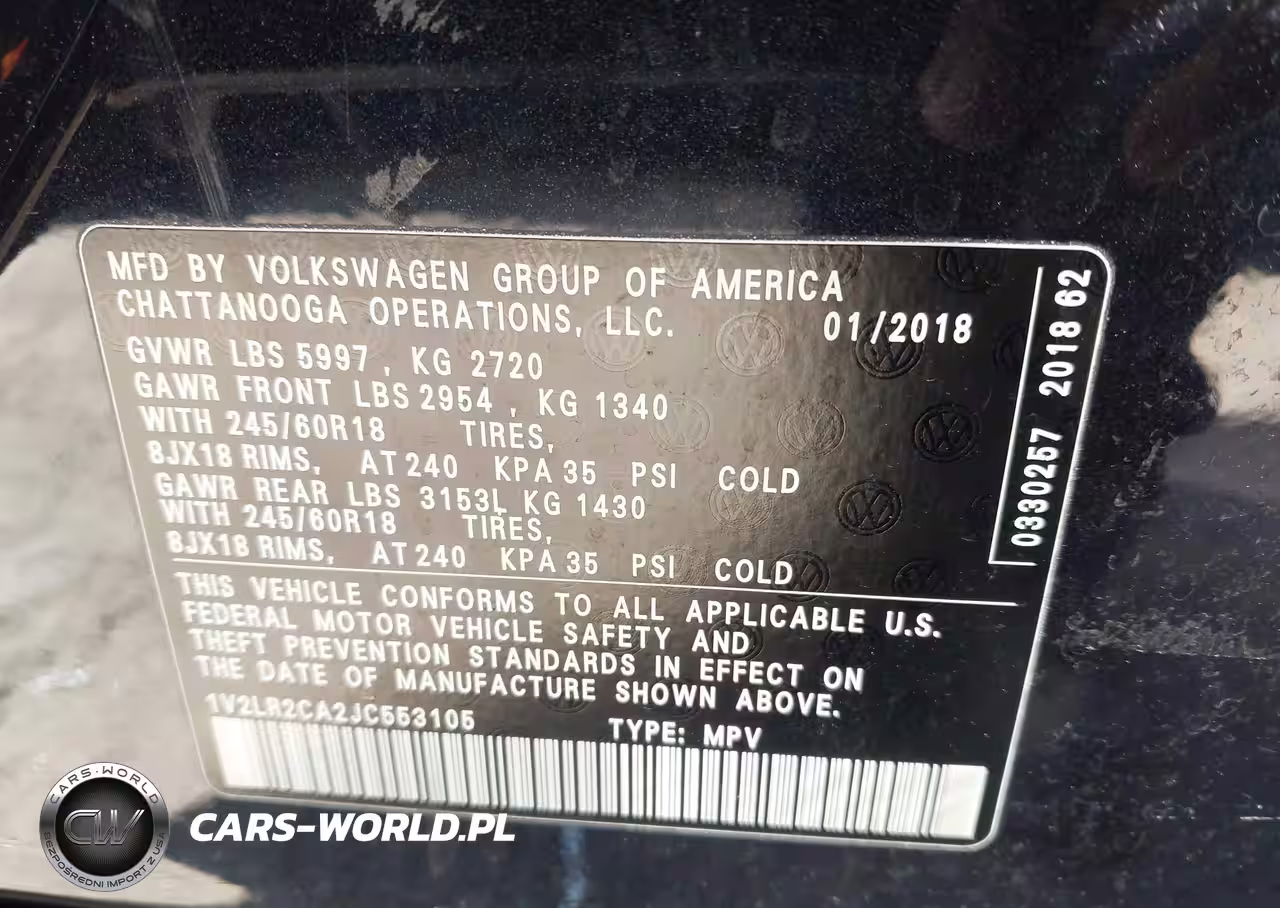 MFD BY VOLKSWAGEN GROUP OF AMERICA
CHATTANOOGA OPERATIONS, LLC. 01/2018
GVWR LBS 5997 , KG 2720
GAWR FRONT LBS 2954 , KG 1340
WITH 245/60R18 TIRES,
8JX18 RIMS, AT 240 KPA 35 PSI COLD
GAWR REAR LBS 3153L KG 1430
WITH 245/60R18 TIRES,
8JX18 RIMS, AT 240 KPA 35 PSI COLD
THIS VEHICLE CONFORMS TO ALL APPLICABLE U.S.
FEDERAL MOTOR VEHICLE SAFETY AND
THEFT PREVENTION STANDARDS IN EFFECT ON
THE DATE OF MANUFACTURE SHOWN ABOVE.
1V2LR2CA2JC553105 TYPE: MPV
0330257 2018 62
CARS-WORLD
CW
BEZPOŚREDNI IMPORT Z USA
CARS-WORLD.PL